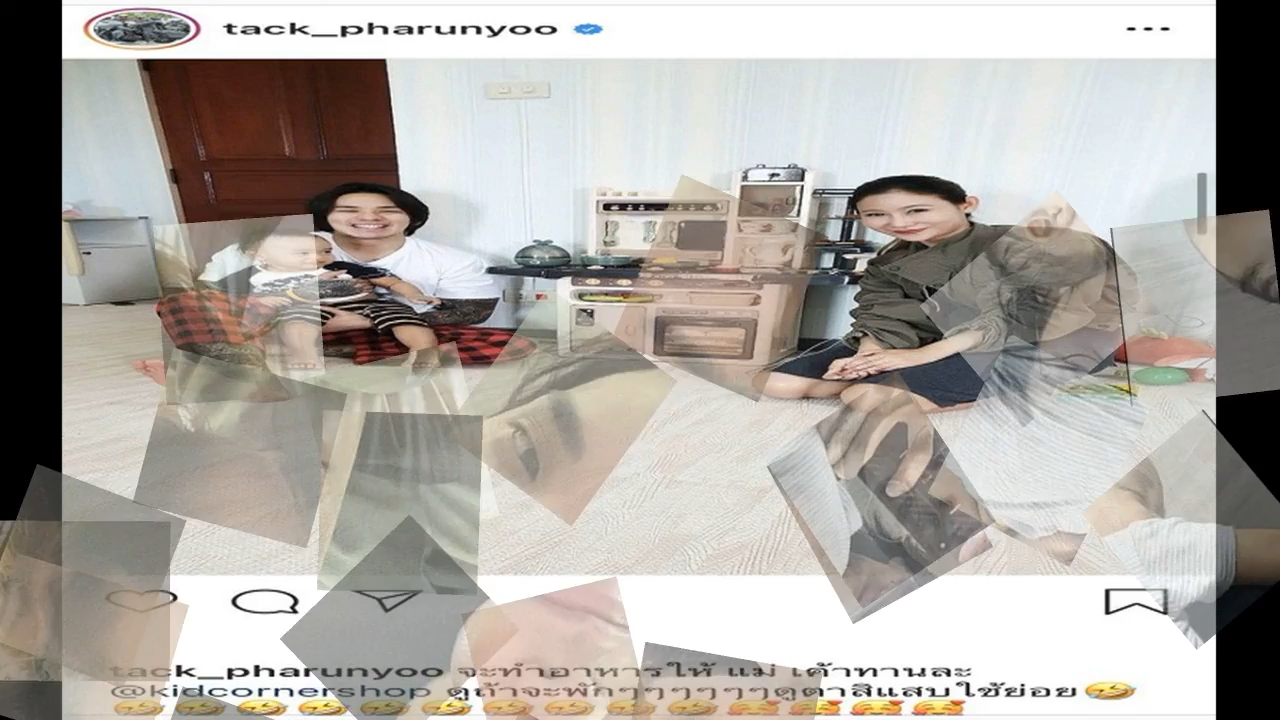 tack_pharunyoo
tack_pharunyoo จะทำอาหารให้ แม่ เค้าทานละ
@kidcornershop ดูถ้าจะพักๆๆๆๆๆๆดูตาสิแสบใช้ย่อย🤣
🤣🤣🤣🤣🤣🤣🤣🤣🤣🤣🥰🥰🥰🥰